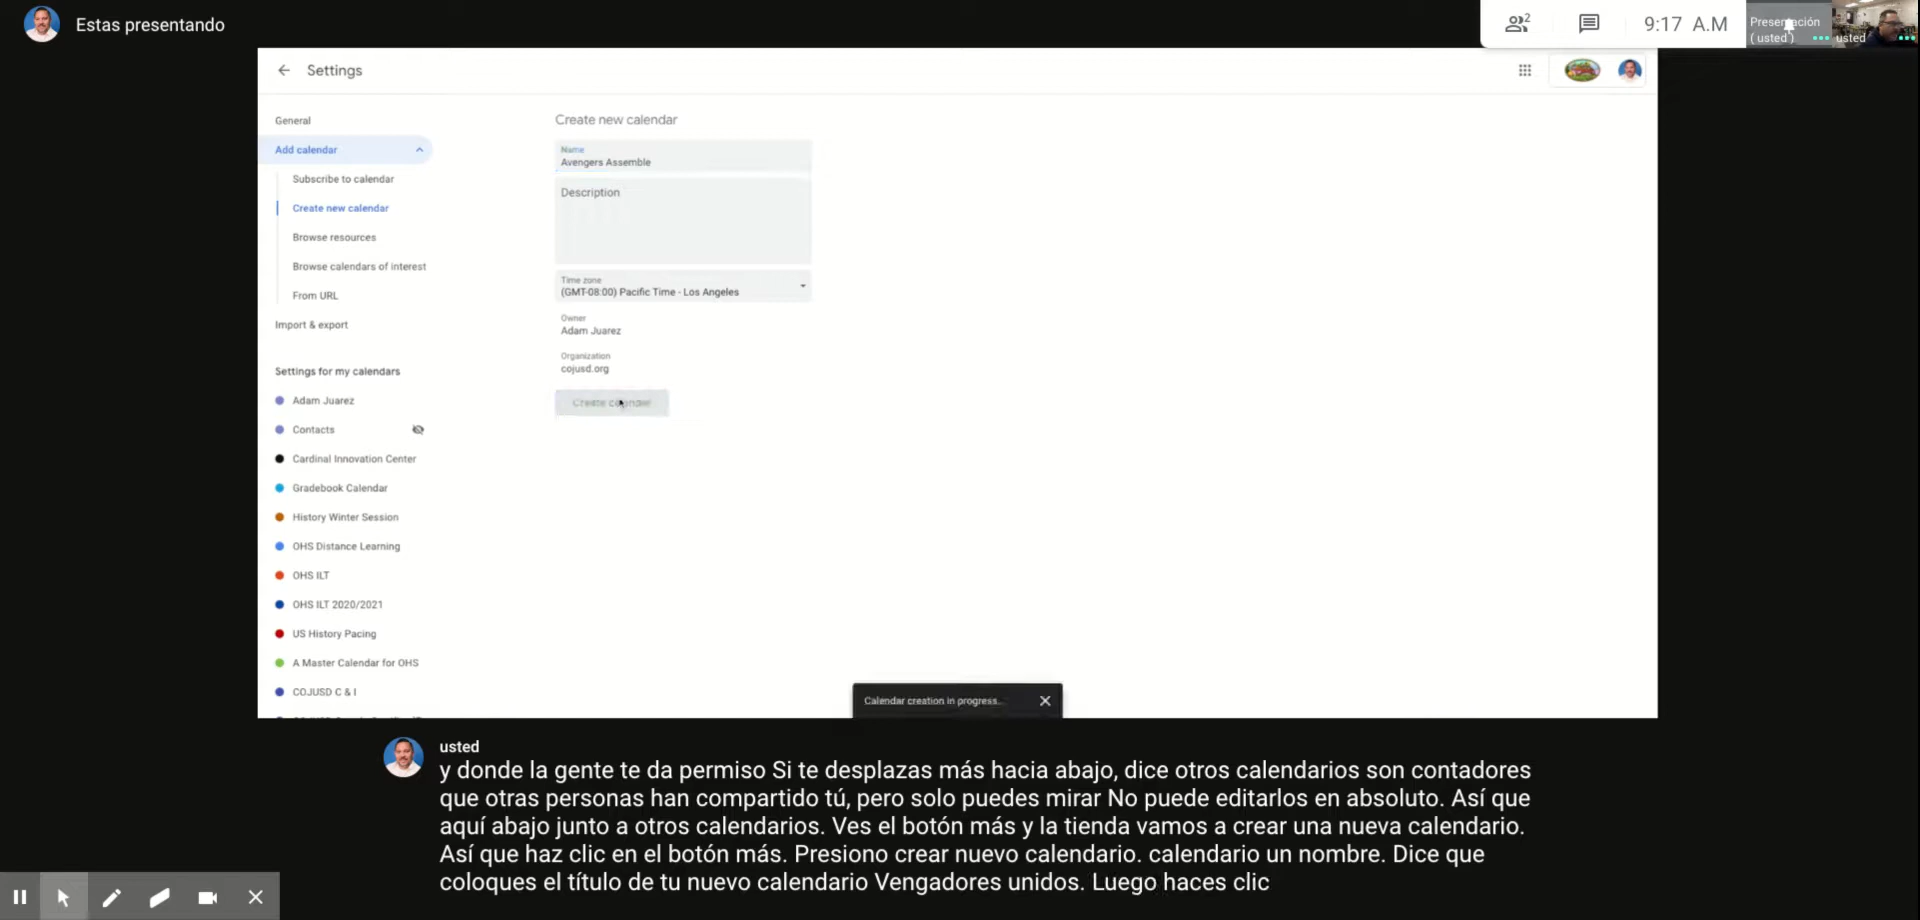 Estas presentando
2
9:17 A.M
Presentación
( usted )
usted
Settings
General
Add calendar
Subscribe to calendar
Create new calendar
Browse resources
Browse calendars of interest
From URL
Import & export
Settings for my calendars
Adam Juarez
Contacts
Cardinal Innovation Center
Gradebook Calendar
History Winter Session
OHS Distance Learning
OHS ILT
OHS ILT 2020/2021
US History Pacing
A Master Calendar for OHS
COJUSD C & I
Create new calendar
Name
Avengers Assemble
Description
Time zone
(GMT-08:00) Pacific Time - Los Angeles
Owner
Adam Juarez
Organization
cojusd.org
Create calendar
Calendar creation in progress...
usted
y donde la gente te da permiso Si te desplazas más hacia abajo, dice otros calendarios son contadores
que otras personas han compartido tú, pero solo puedes mirar No puede editarlos en absoluto. Así que
aquí abajo junto a otros calendarios. Ves el botón más y la tienda vamos a crear una nueva calendario.
Así que haz clic en el botón más. Presiono crear nuevo calendario. calendario un nombre. Dice que
coloques el título de tu nuevo calendario Vengadores unidos. Luego haces clic